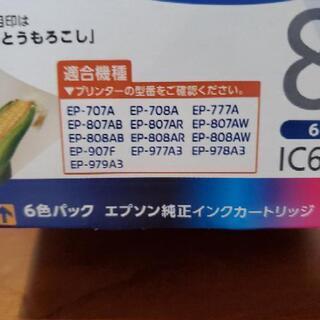 目印は
とうもろこし」
適合機種
▼プリンターの型番をご確認ください。
EP-707A EP-708A EP-777A
EP-807AB EP-807AR EP-807AW
EP-808AB EP-808AR EP-808AW
EP-907F EP-977A3 EP-978A3
EP-979A3
8
6
IC6
6色パック エプソン純正インクカートリッジ